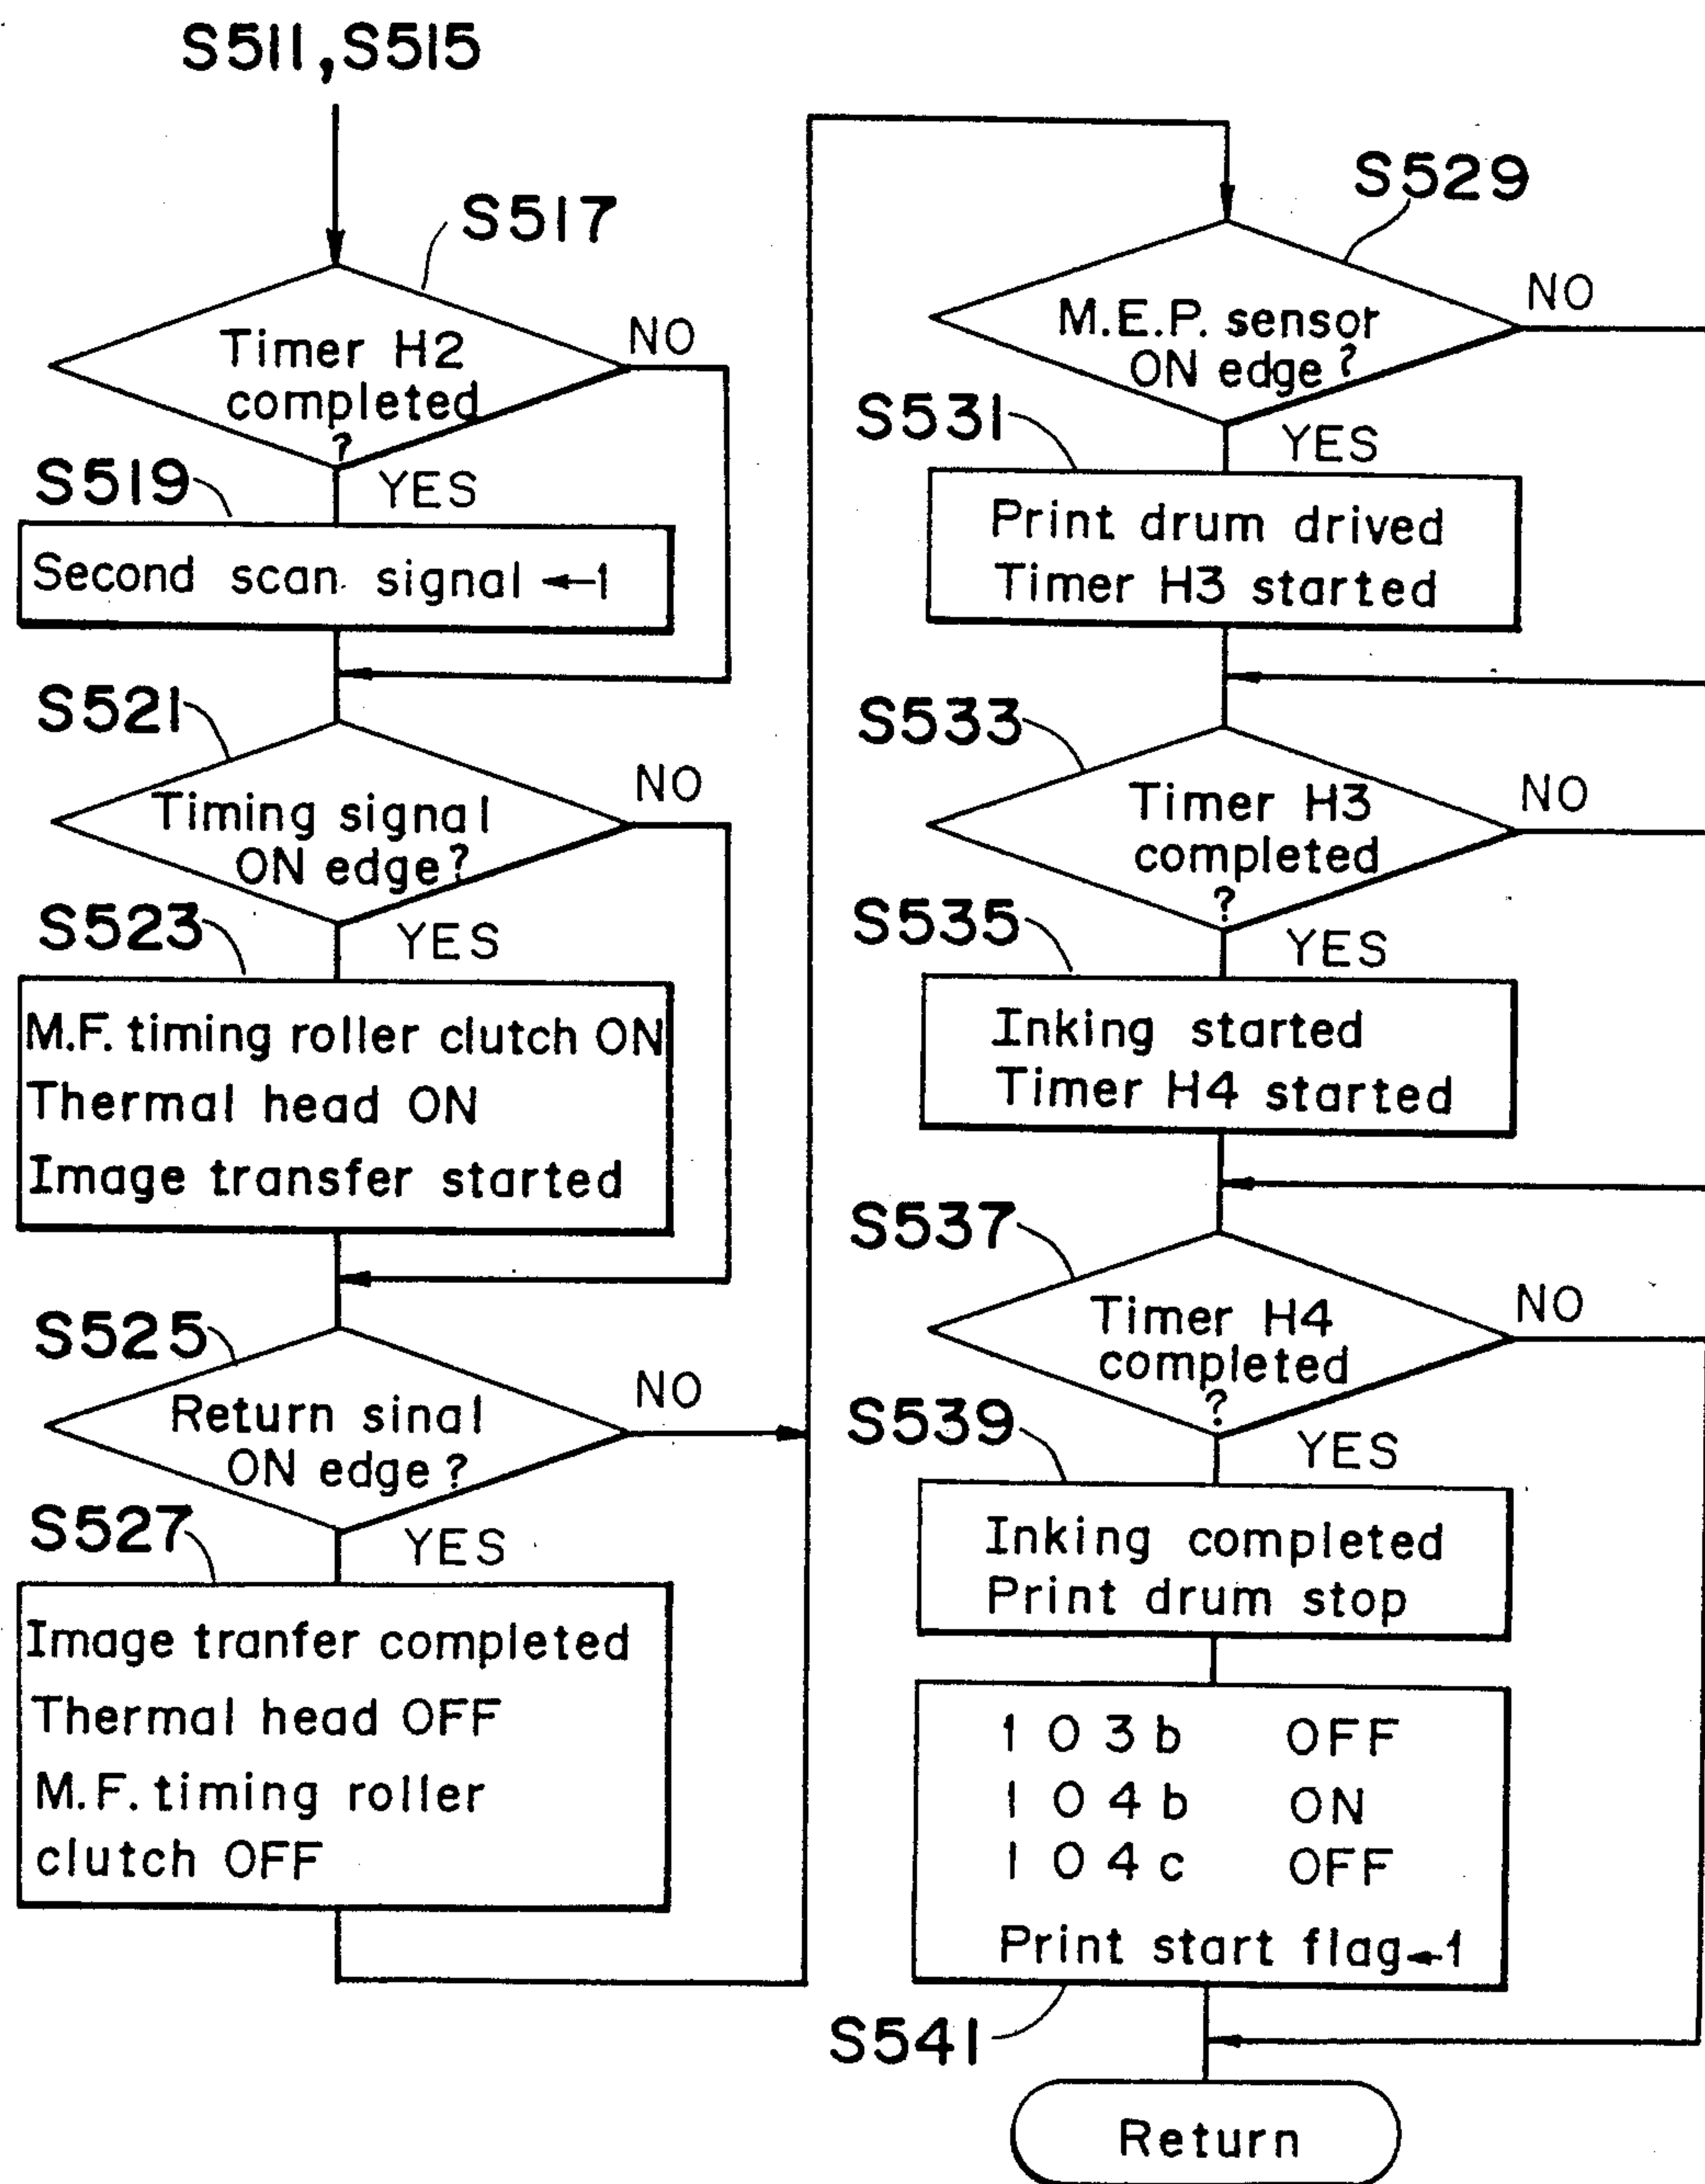 S511,S515
S517
Timer H2
completed
?
NO
YES
S519
Second scan signal ←1
S521
Timing signal
ON edge?
NO
YES
S523
M.F. timing roller clutch ON
Thermal head ON
Image transfer started
S525
Return sinal
ON edge?
NO
YES
S527
Image tranfer completed
Thermal head OFF
M.F. timing roller
clutch OFF
S529
M.E.P. sensor
ON edge?
NO
YES
S531
Print drum drived
Timer H3 started
S533
Timer H3
completed
?
NO
YES
S535
Inking started
Timer H4 started
S537
Timer H4
completed
?
NO
YES
S539
Inking completed
Print drum stop
103b OFF
104b ON
104c OFF
Print start flag←1
S541
Return